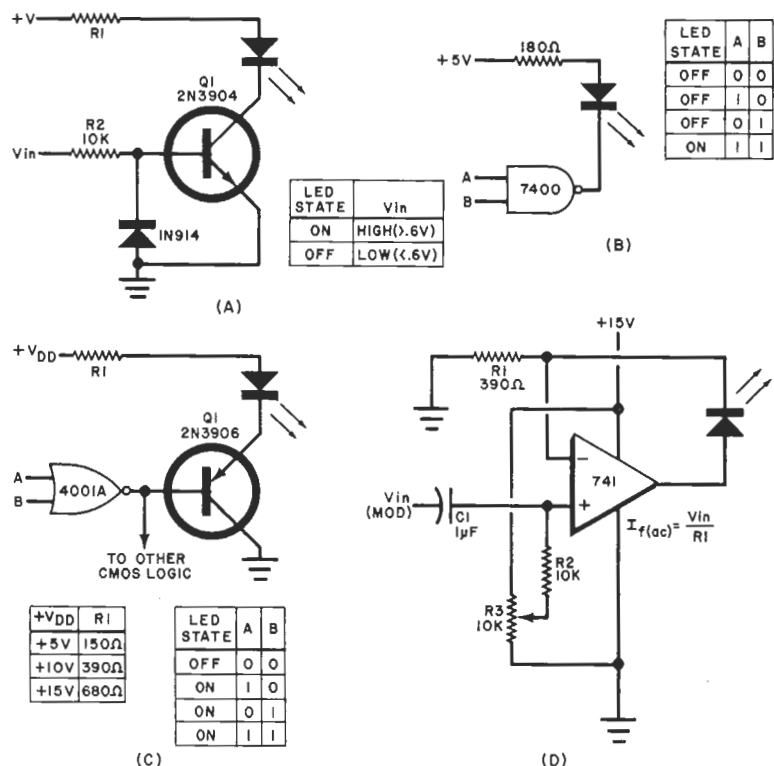 +V
R1
Q1
2N3904
R2
10K
Vin
1N914
LED STATE Vin
ON HIGH(>.6V)
OFF LOW(<.6V)
(A)
180Ω
+5V
A
B
7400
LED STATE A B
OFF 0 0
OFF 1 0
OFF 0 1
ON 1 1
(B)
+VDD
R1
Q1
2N3906
A
B
4001A
TO OTHER
CMOS LOGIC
+VDD R1
+5V 150Ω
+10V 390Ω
+15V 680Ω
LED STATE A B
OFF 0 0
ON 1 0
ON 0 1
ON 1 1
(C)
+15V
R1
390Ω
−
741
+
Vin
(MOD)
C1
1µF
If(ac)=Vin/R1
R2
10K
R3
10K
(D)